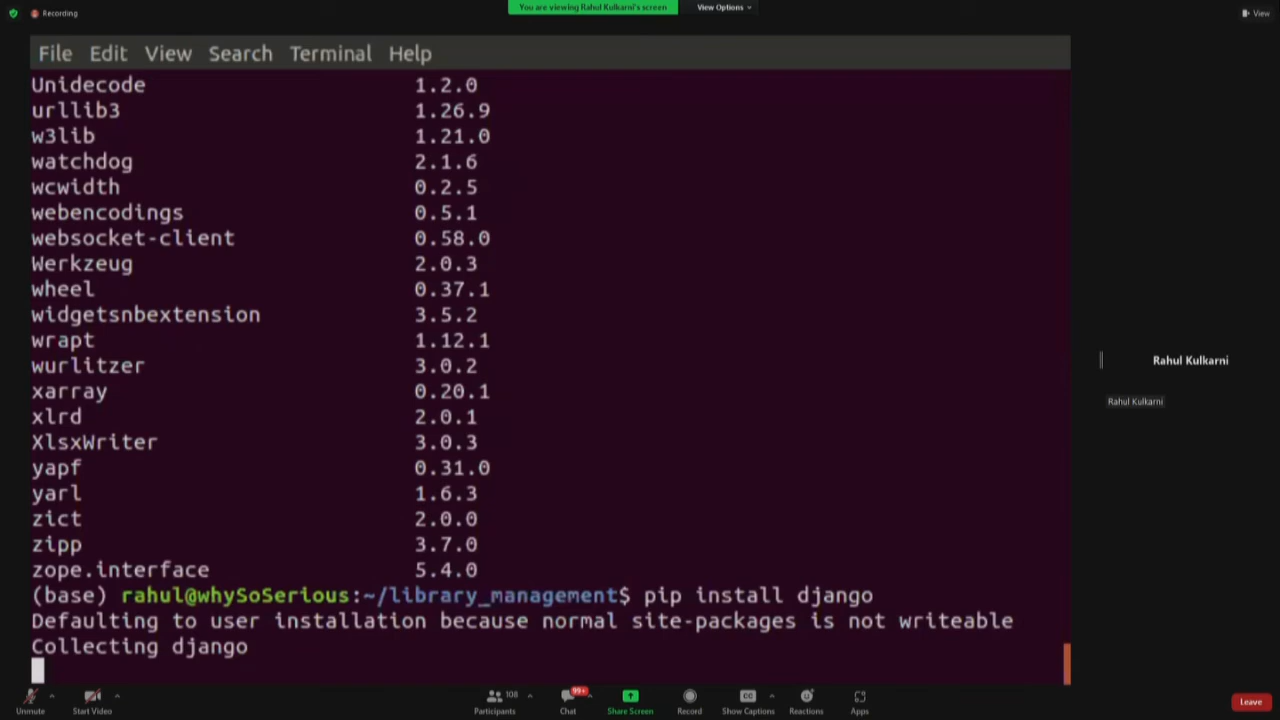 Recording
You are viewing Rahul Kulkarni's screen
View Options
View
File Edit View Search Terminal Help
Unidecode 1.2.0
urllib3 1.26.9
w3lib 1.21.0
watchdog 2.1.6
wcwidth 0.2.5
webencodings 0.5.1
websocket-client 0.58.0
Werkzeug 2.0.3
wheel 0.37.1
widgetsnbextension 3.5.2
wrapt 1.12.1
wurlitzer 3.0.2
xarray 0.20.1
xlrd 2.0.1
XlsxWriter 3.0.3
yapf 0.31.0
yarl 1.6.3
zict 2.0.0
zipp 3.7.0
zope.interface 5.4.0
(base) rahul@whySoSerious:~/library_management$ pip install django
Defaulting to user installation because normal site-packages is not writeable
Collecting django
Rahul Kulkarni
Rahul Kulkarni
108
99+
CC
Unmute Start Video Participants Chat Share Screen Record Show Captions Reactions Apps Leave